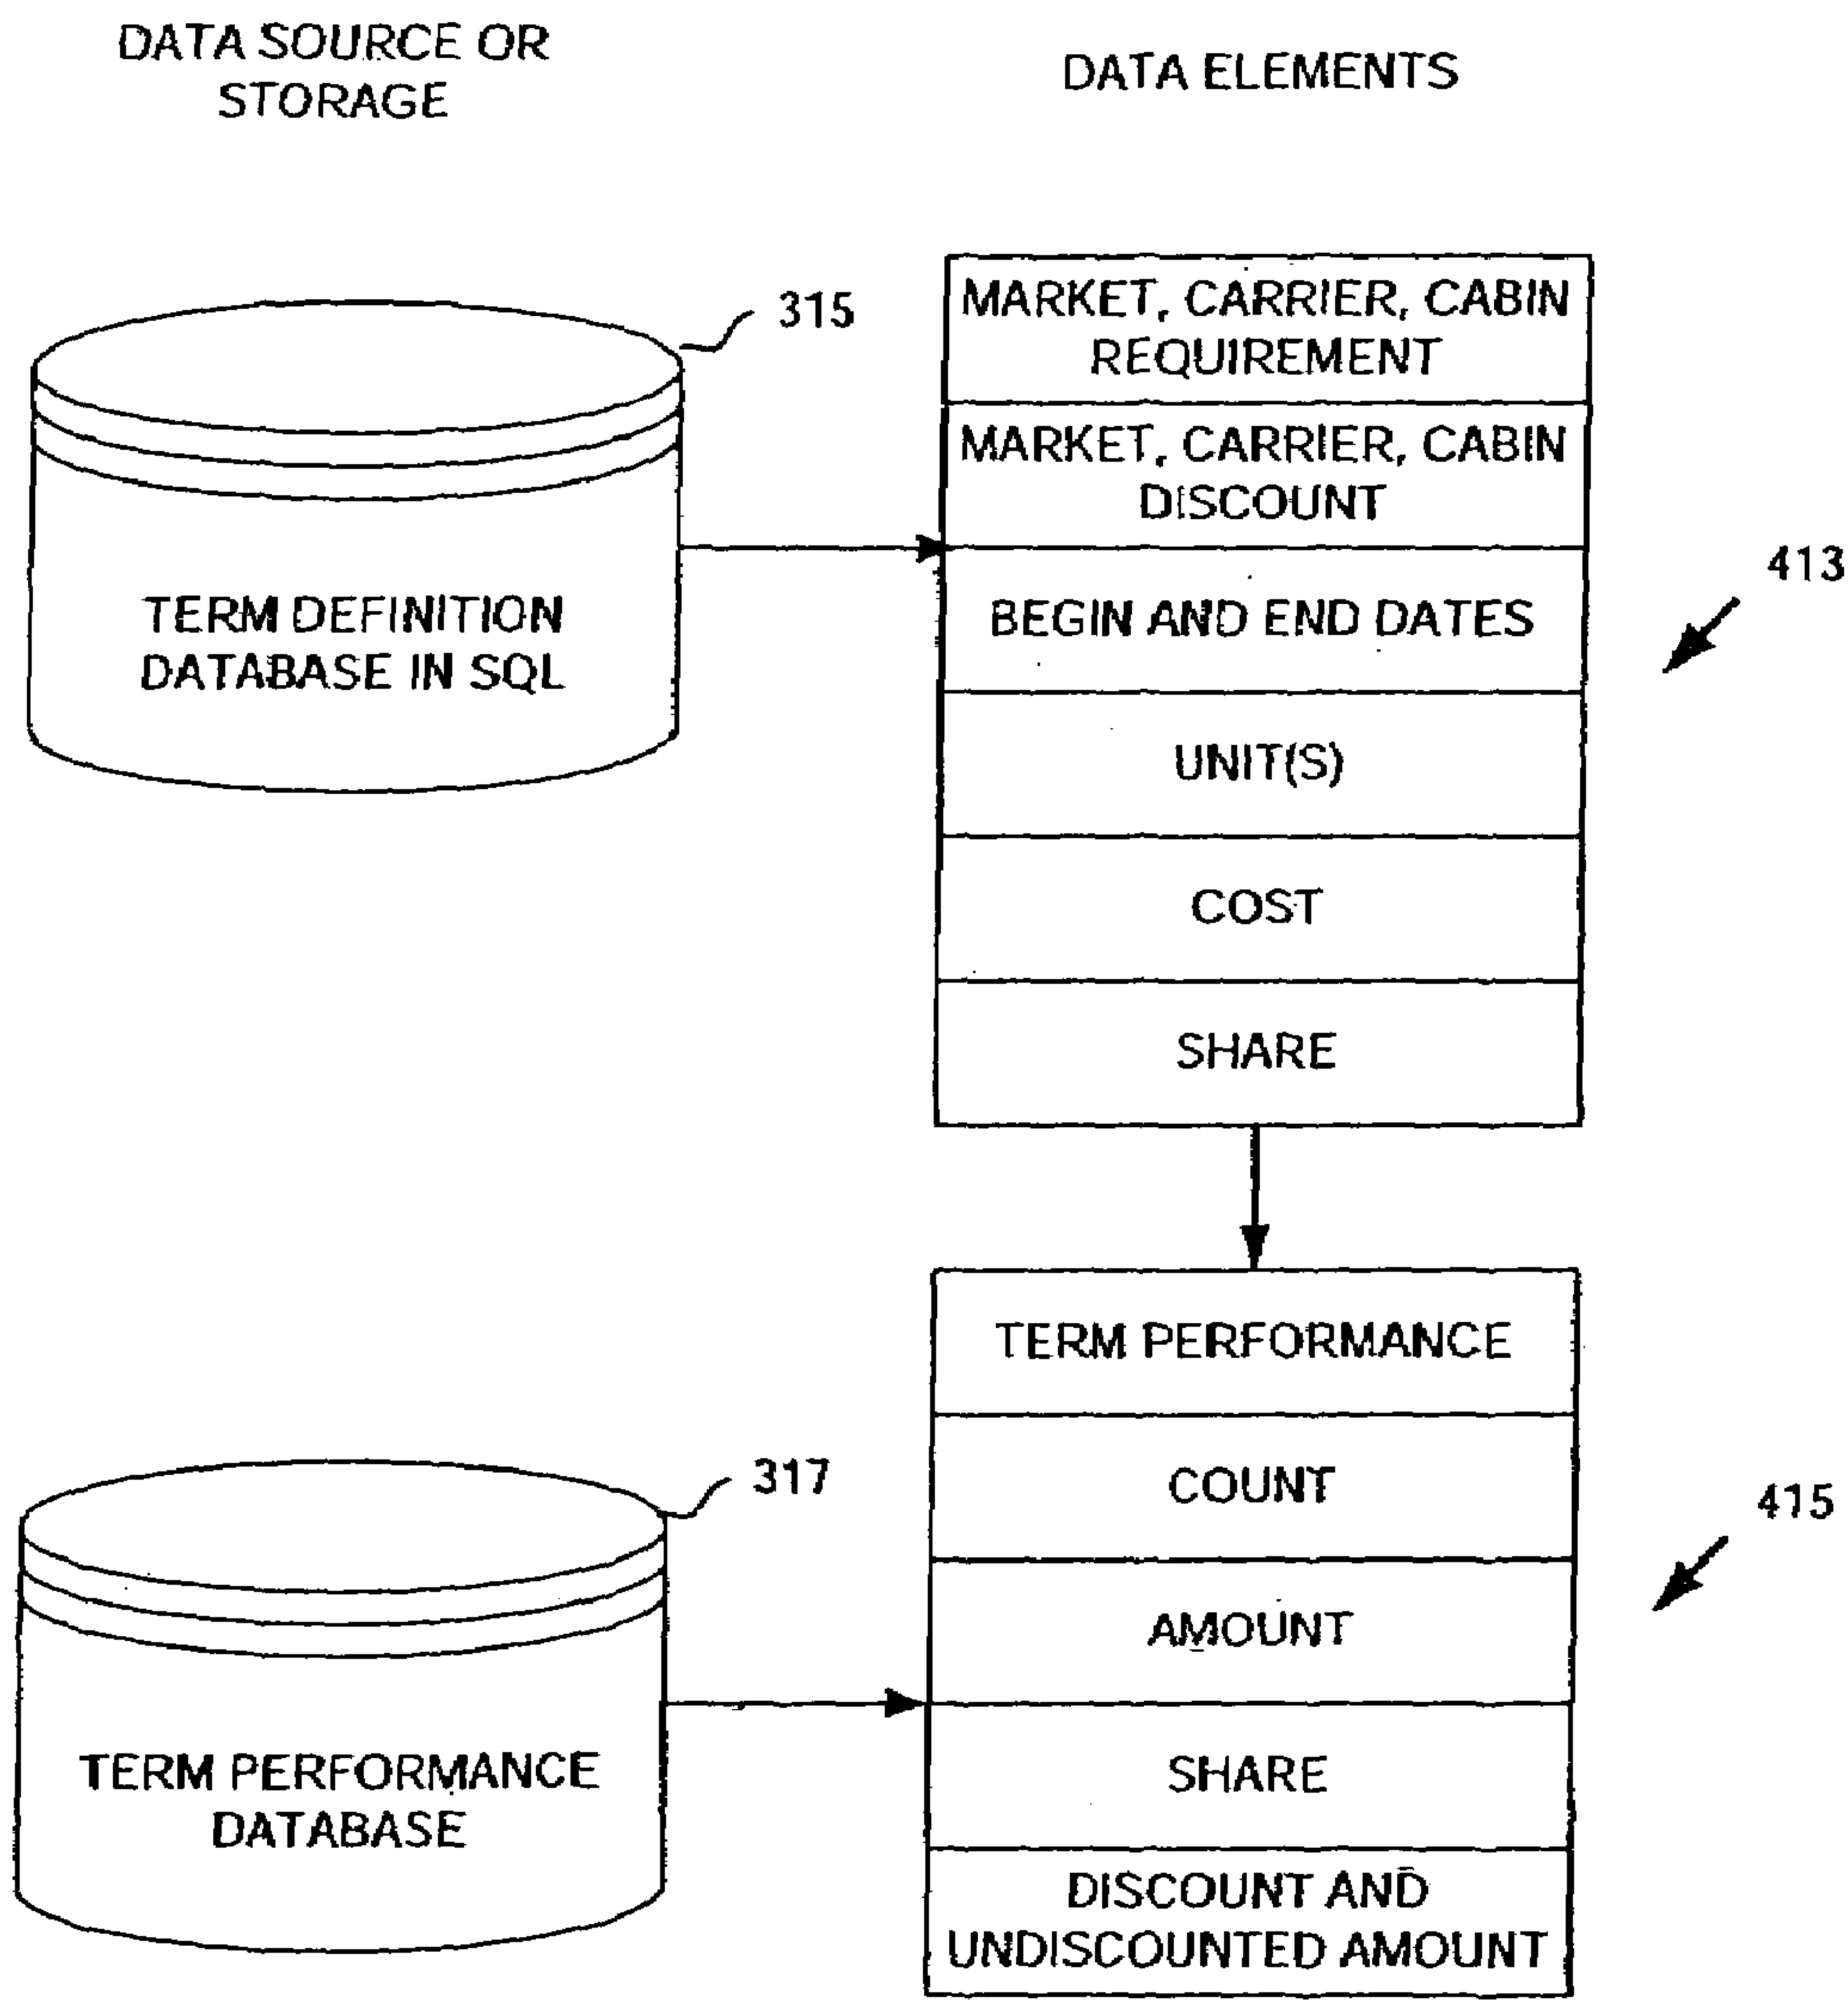 DATA SOURCE OR
STORAGE
DATA ELEMENTS
315
MARKET, CARRIER, CABIN
REQUIREMENT
MARKET, CARRIER, CABIN
DISCOUNT
413
BEGIN AND END DATES
TERM DEFINITION
DATABASE IN SQL
UNIT(S)
COST
SHARE
TERM PERFORMANCE
317
COUNT
415
AMOUNT
TERM PERFORMANCE
DATABASE
SHARE
DISCOUNT AND
UNDISCOUNTED AMOUNT